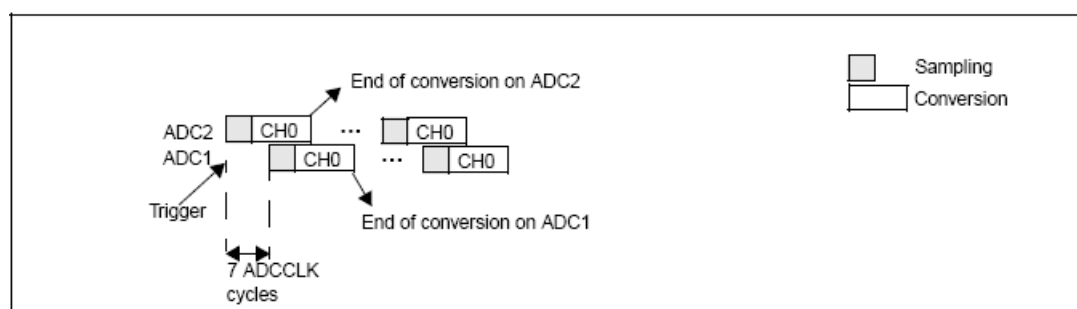 End of conversion on ADC2
Sampling
Conversion
ADC2 CH0 ... CH0
ADC1 CH0 ... CH0
Trigger
End of conversion on ADC1
7 ADCCLK
cycles